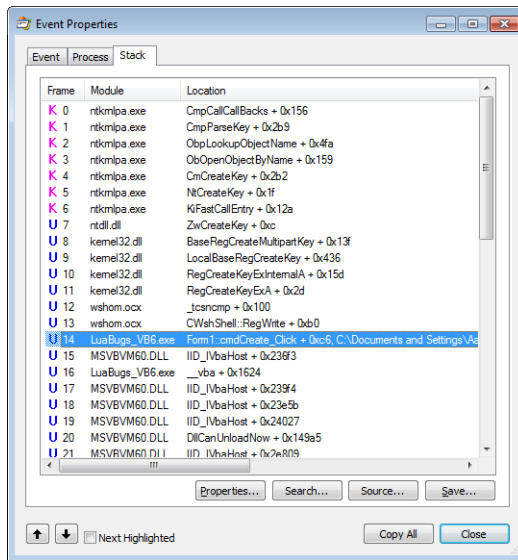 Event Properties
Event Process Stack
Frame Module Location
K 0 ntkrnlpa.exe CmpCallCallBacks + 0x156
K 1 ntkrnlpa.exe CmpParseKey + 0x2b9
K 2 ntkrnlpa.exe ObpLookupObjectName + 0x4fa
K 3 ntkrnlpa.exe ObOpenObjectByName + 0x159
K 4 ntkrnlpa.exe CmCreateKey + 0x2b2
K 5 ntkrnlpa.exe NtCreateKey + 0x1f
K 6 ntkrnlpa.exe KiFastCallEntry + 0x12a
U 7 ntdll.dll ZwCreateKey + 0xc
U 8 kernel32.dll BaseRegCreateMultipartKey + 0x13f
U 9 kernel32.dll LocalBaseRegCreateKey + 0x436
U 10 kernel32.dll RegCreateKeyExInternalA + 0x15d
U 11 kernel32.dll RegCreateKeyExA + 0x2d
U 12 wshom.ocx _tcsncmp + 0x100
U 13 wshom.ocx CWshShell::RegWrite + 0xb0
U 14 LuaBugs_VB6.exe Form1::cmdCreate_Click + 0xc6, C:\Documents and Settings\Aa
U 15 MSVBVM60.DLL IID_IVbaHost + 0x236f3
U 16 LuaBugs_VB6.exe __vba + 0x1624
U 17 MSVBVM60.DLL IID_IVbaHost + 0x239f4
U 18 MSVBVM60.DLL IID_IVbaHost + 0x23e5b
U 19 MSVBVM60.DLL IID_IVbaHost + 0x24027
U 20 MSVBVM60.DLL DllCanUnloadNow + 0x149a5
U 21 MSVBVM60.DLL IID_IVbaHost + 0x2e809
Properties... Search... Source... Save...
Next Highlighted Copy All Close